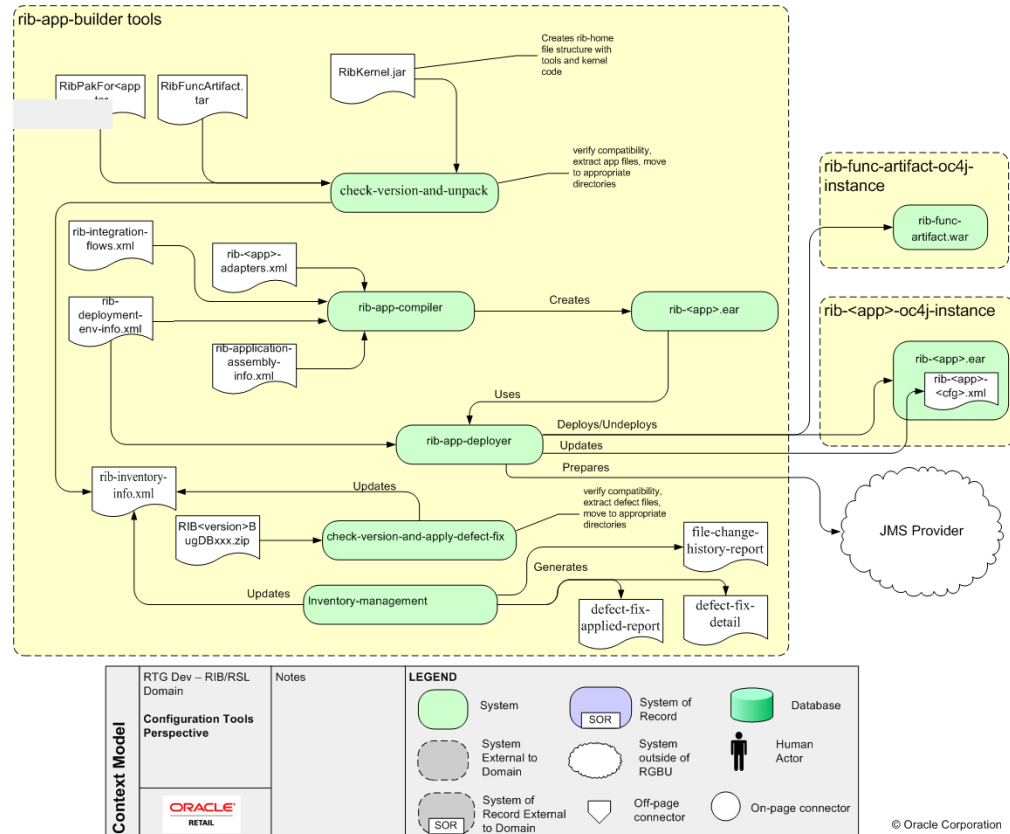 rib-app-builder tools
Creates rib-home
file structure with
tools and kernel
code
RibPakFor<app
RibFuncArtifact.
tar
RibKernel.jar
verify compatibility,
extract app files, move
to appropriate
directories
check-version-and-unpack
rib-func-artifact-oc4j-
instance
rib-func-
artifact.war
rib-integration-
flows.xml
rib-<app>-
adapters.xml
rib-
deployment-
env-info.xml
rib-app-compiler
Creates
rib-<app>.ear
rib-application-
assembly-
info.xml
rib-<app>-oc4j-instance
rib-<app>.ear
rib-<app>-
<cfg>.xml
Uses
rib-app-deployer
Deploys/Undeploys
Updates
Prepares
JMS Provider
rib-inventory-
info.xml
Updates
RIB<version>B
ugDBxxx.zip
check-version-and-apply-defect-fix
verify compatibility,
extract defect files,
move to appropriate
directories
file-change-
history-report
Updates
Inventory-management
Generates
defect-fix-
applied-report
defect-fix-
detail
Context Model
RTG Dev – RIB/RSL
Domain
Configuration Tools
Perspective
ORACLE
RETAIL
Notes
LEGEND
System
SOR
System of
Record
Database
System
External to
Domain
System
outside of
RGBU
Human
Actor
SOR
System of
Record External
to Domain
Off-page
connector
On-page connector
© Oracle Corporation